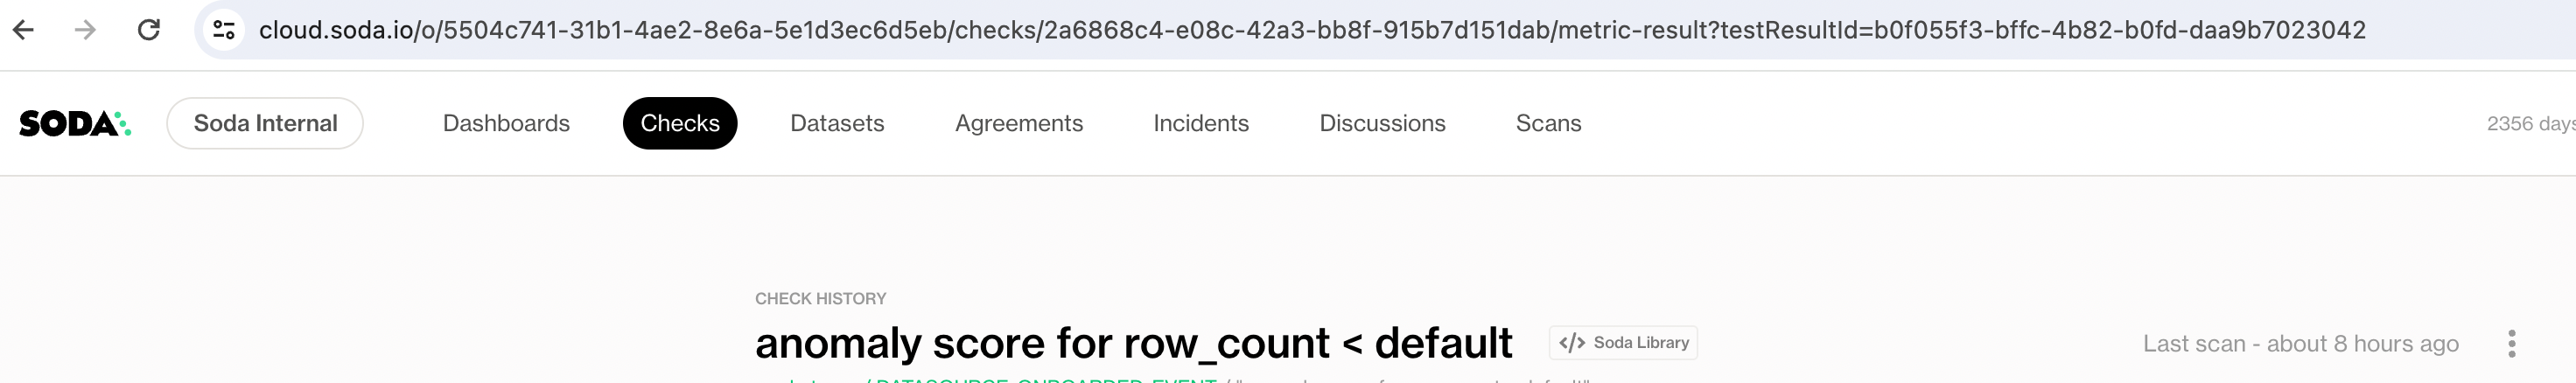 cloud.soda.io/o/5504c741-31b1-4ae2-8e6a-5e1d3ec6d5eb/checks/2a6868c4-e08c-42a3-bb8f-915b7d151dab/metric-result?testResultId=b0f055f3-bffc-4b82-b0fd-daa9b7023042
SODA Soda Internal Dashboards Checks Datasets Agreements Incidents Discussions Scans 2356 days
CHECK HISTORY
anomaly score for row_count < default </> Soda Library Last scan - about 8 hours ago